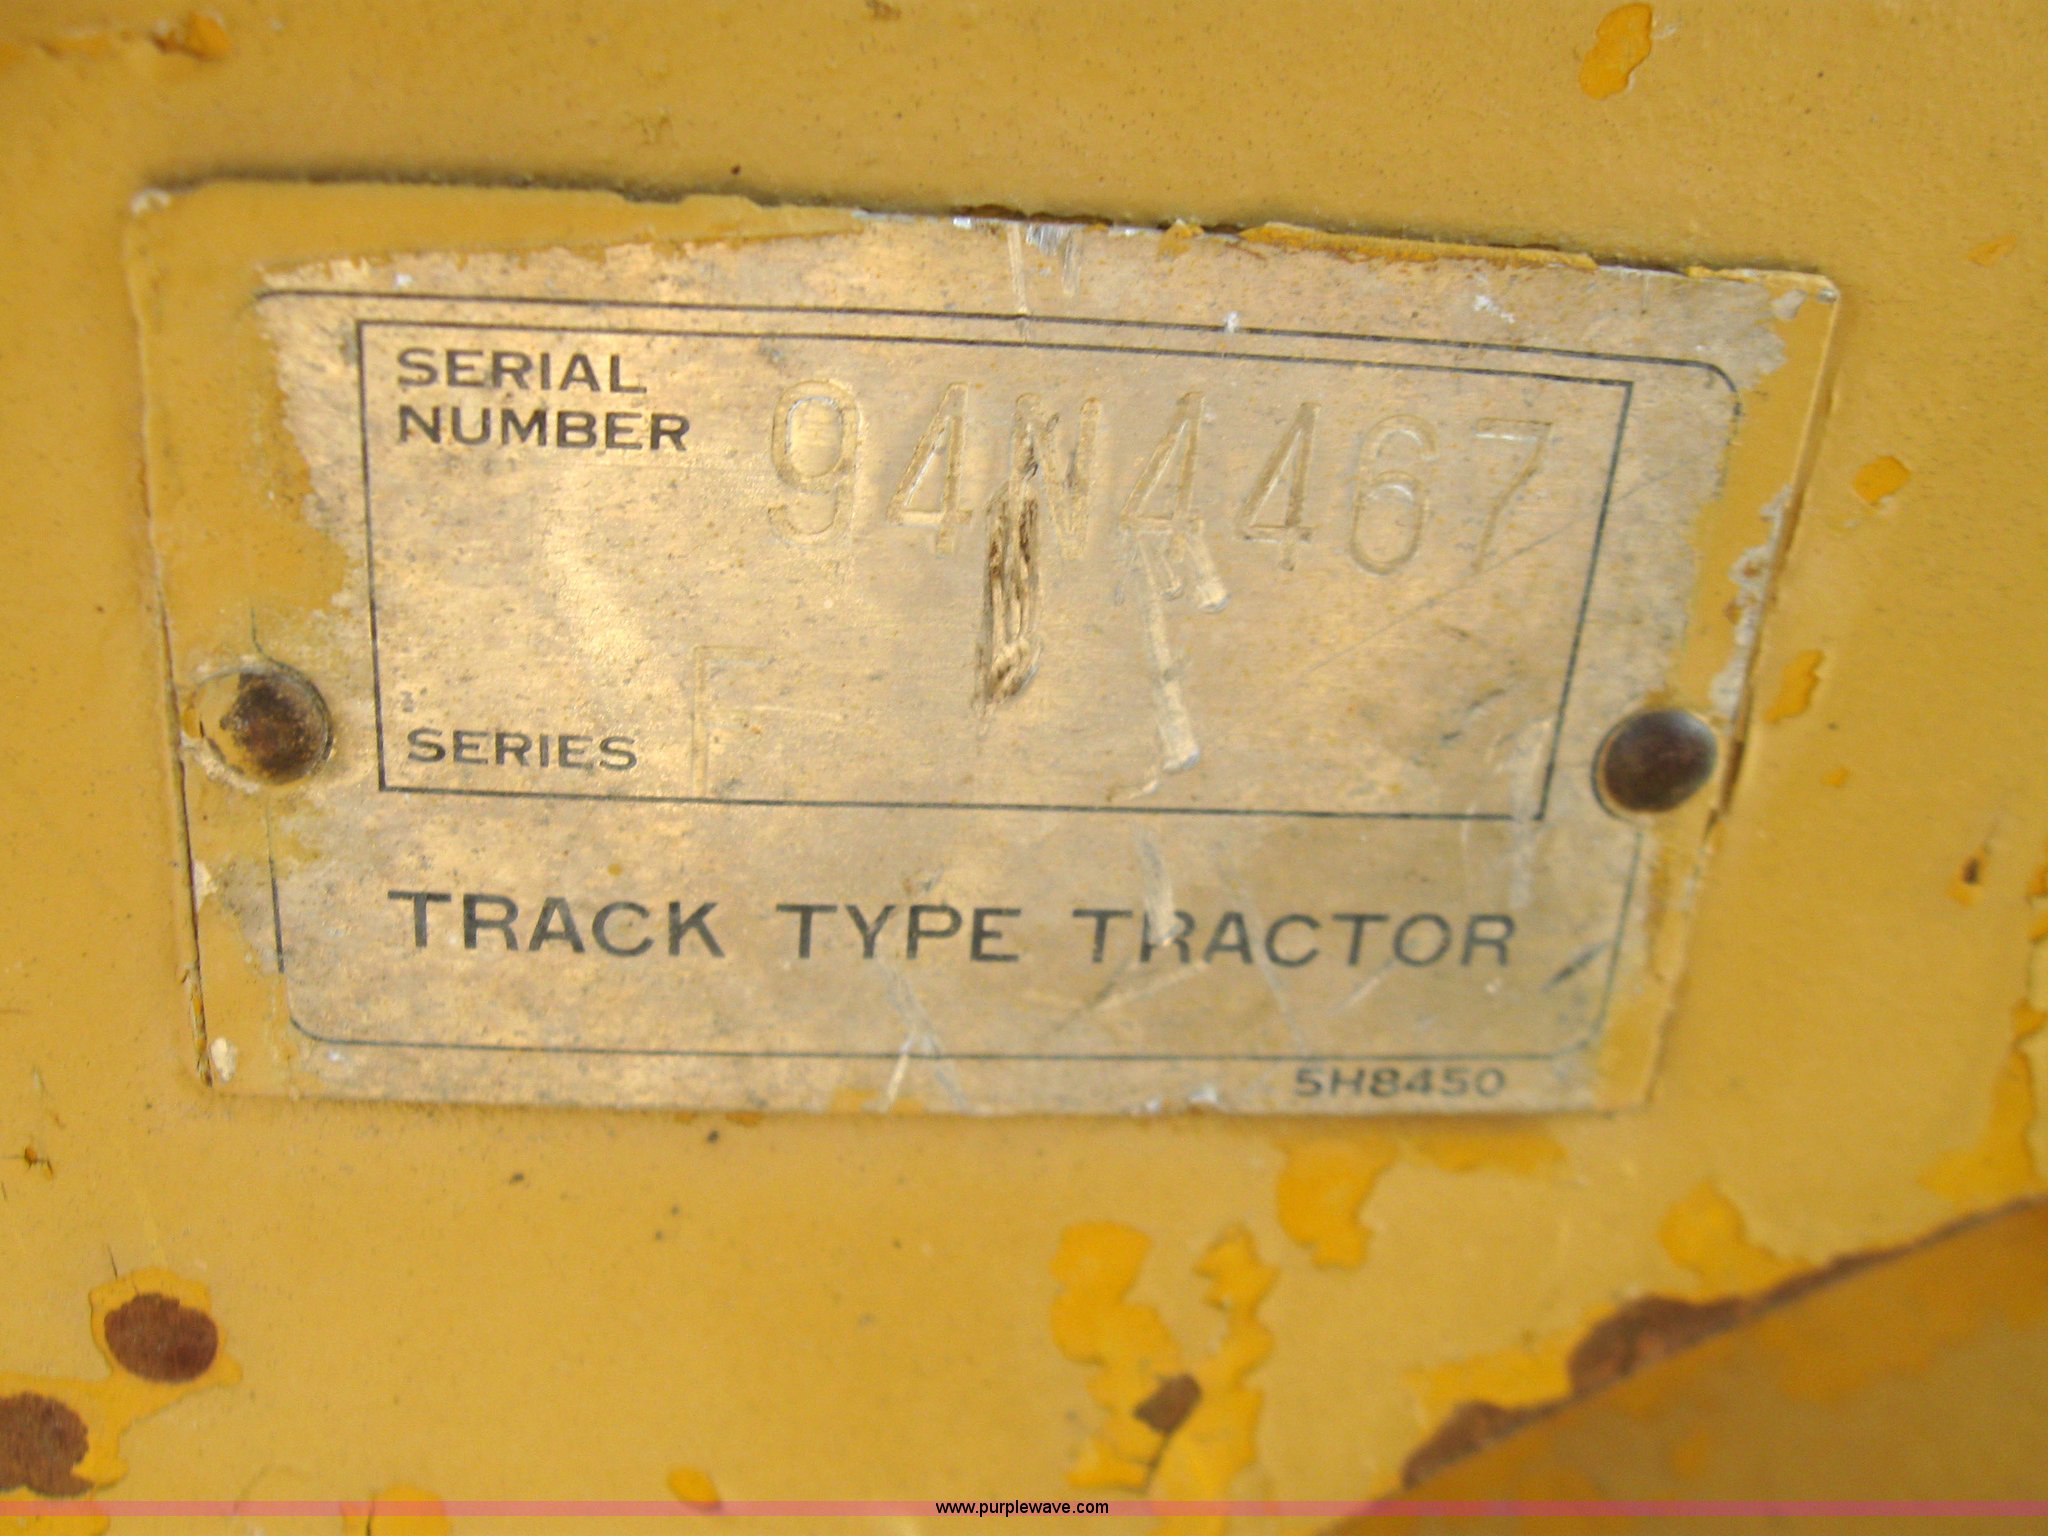 SERIAL
NUMBER 94N4467
SERIES F
TRACK TYPE TRACTOR
5H8450
www.purplewave.com